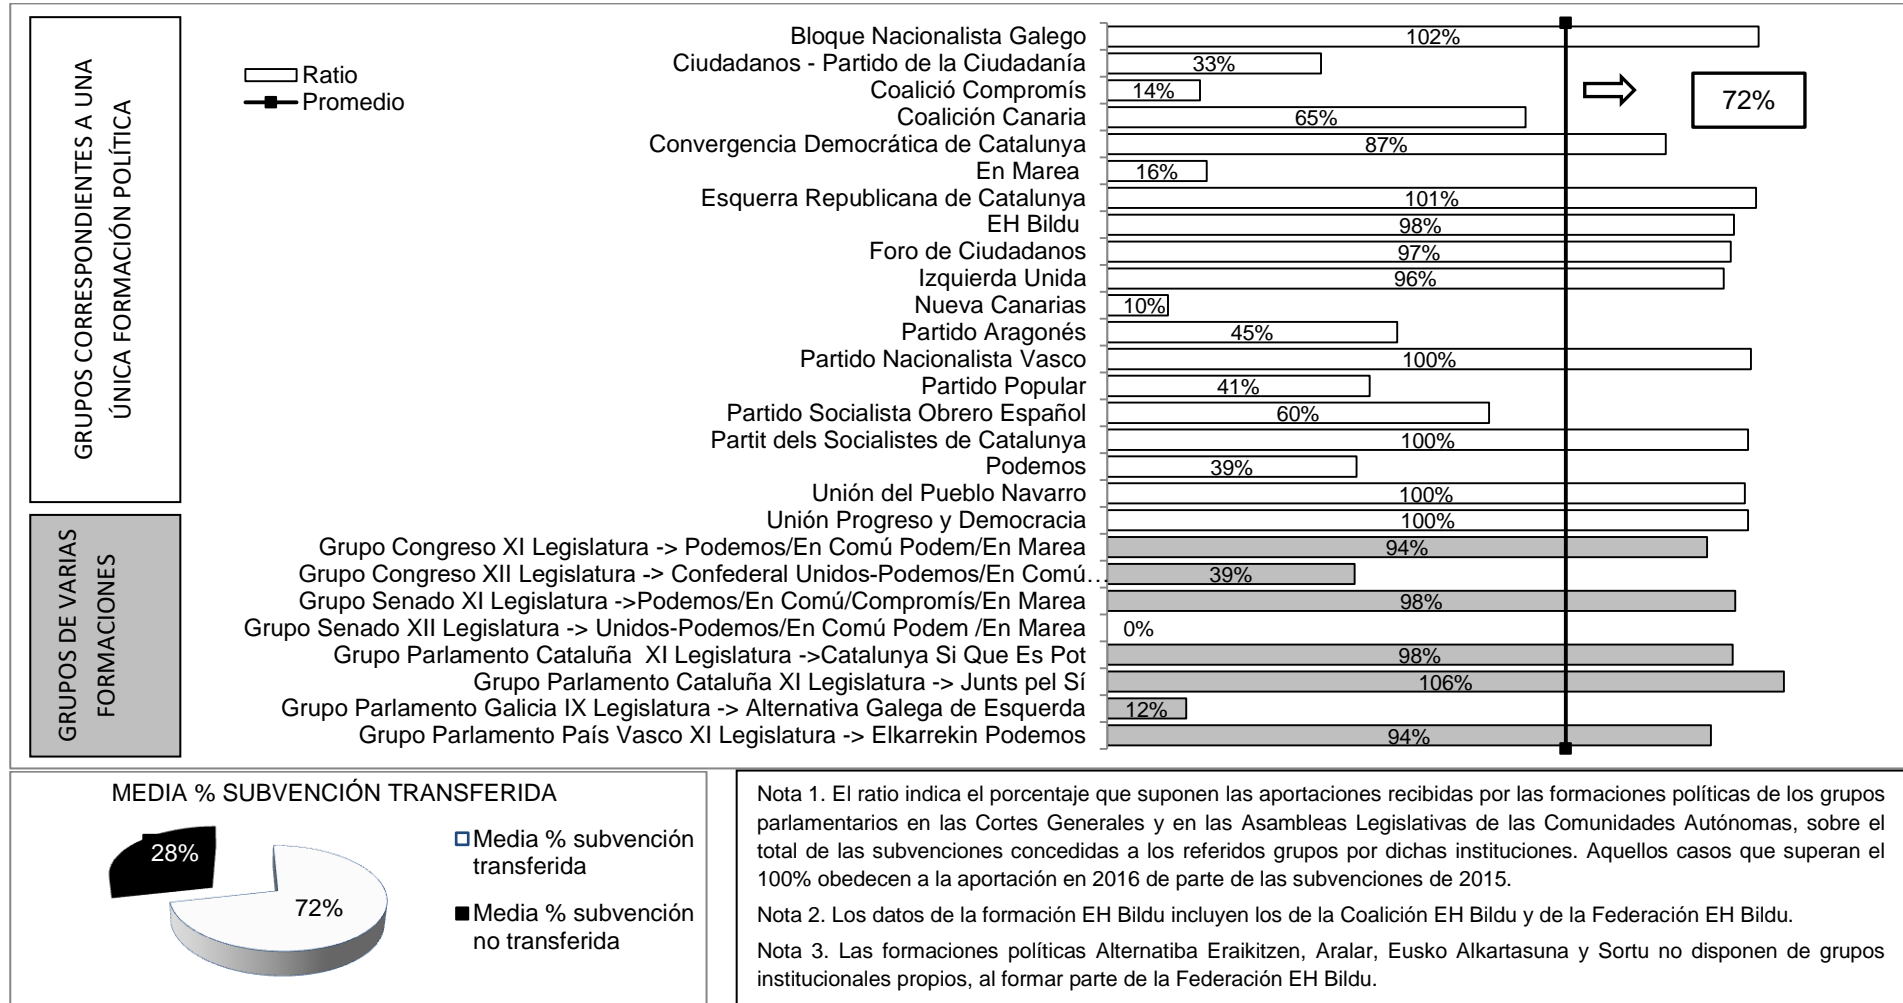 GRUPOS CORRESPONDIENTES A UNA
ÚNICA FORMACIÓN POLÍTICA
GRUPOS DE VARIAS
FORMACIONES
Ratio
Promedio
72%
Bloque Nacionalista Galego 102%
Ciudadanos - Partido de la Ciudadanía 33%
Coalició Compromís 14%
Coalición Canaria 65%
Convergencia Democrática de Catalunya 87%
En Marea 16%
Esquerra Republicana de Catalunya 101%
EH Bildu 98%
Foro de Ciudadanos 97%
Izquierda Unida 96%
Nueva Canarias 10%
Partido Aragonés 45%
Partido Nacionalista Vasco 100%
Partido Popular 41%
Partido Socialista Obrero Español 60%
Partit dels Socialistes de Catalunya 100%
Podemos 39%
Unión del Pueblo Navarro 100%
Unión Progreso y Democracia 100%
Grupo Congreso XI Legislatura -> Podemos/En Comú Podem/En Marea 94%
Grupo Congreso XII Legislatura -> Confederal Unidos-Podemos/En Comú… 39%
Grupo Senado XI Legislatura ->Podemos/En Comú/Compromís/En Marea 98%
Grupo Senado XII Legislatura -> Unidos-Podemos/En Comú Podem /En Marea 0%
Grupo Parlamento Cataluña XI Legislatura ->Catalunya Si Que Es Pot 98%
Grupo Parlamento Cataluña XI Legislatura -> Junts pel Sí 106%
Grupo Parlamento Galicia IX Legislatura -> Alternativa Galega de Esquerda 12%
Grupo Parlamento País Vasco XI Legislatura -> Elkarrekin Podemos 94%
MEDIA % SUBVENCIÓN TRANSFERIDA
28%
72%
Media % subvención
transferida
Media % subvención
no transferida
Nota 1. El ratio indica el porcentaje que suponen las aportaciones recibidas por las formaciones políticas de los grupos
parlamentarios en las Cortes Generales y en las Asambleas Legislativas de las Comunidades Autónomas, sobre el
total de las subvenciones concedidas a los referidos grupos por dichas instituciones. Aquellos casos que superan el
100% obedecen a la aportación en 2016 de parte de las subvenciones de 2015.
Nota 2. Los datos de la formación EH Bildu incluyen los de la Coalición EH Bildu y de la Federación EH Bildu.
Nota 3. Las formaciones políticas Alternatiba Eraikitzen, Aralar, Eusko Alkartasuna y Sortu no disponen de grupos
institucionales propios, al formar parte de la Federación EH Bildu.